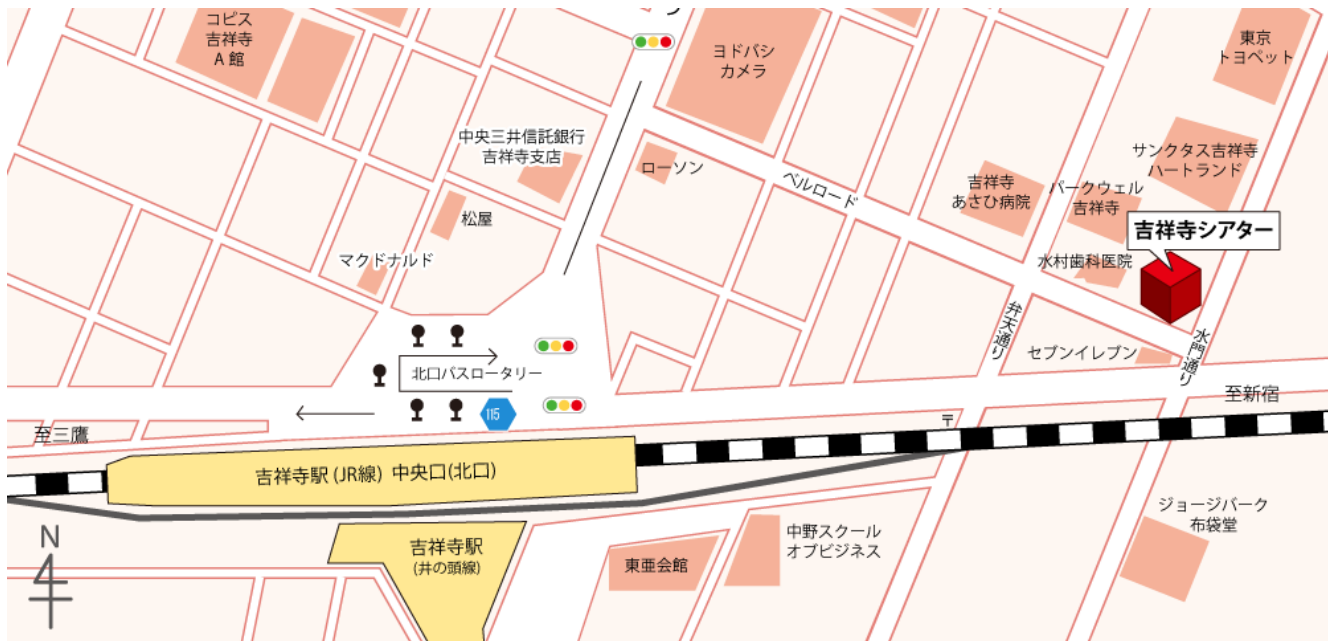 コピス
吉祥寺
A 館
ヨドバシ
カメラ
東京
トヨペット
中央三井信託銀行
吉祥寺支店
ローソン
サンクタス吉祥寺
ハートランド
吉祥寺
あさひ病院
パークウェル
吉祥寺
ベルロード
松屋
吉祥寺シアター
マクドナルド
水村歯科医院
弁天通り
水門通り
セブンイレブン
北口バスロータリー
115
至新宿
至三鷹
〒
吉祥寺駅 (JR線) 中央口(北口)
ジョージパーク
布袋堂
N
吉祥寺駅
(井の頭線)
中野スクール
オブビジネス
東亜会館